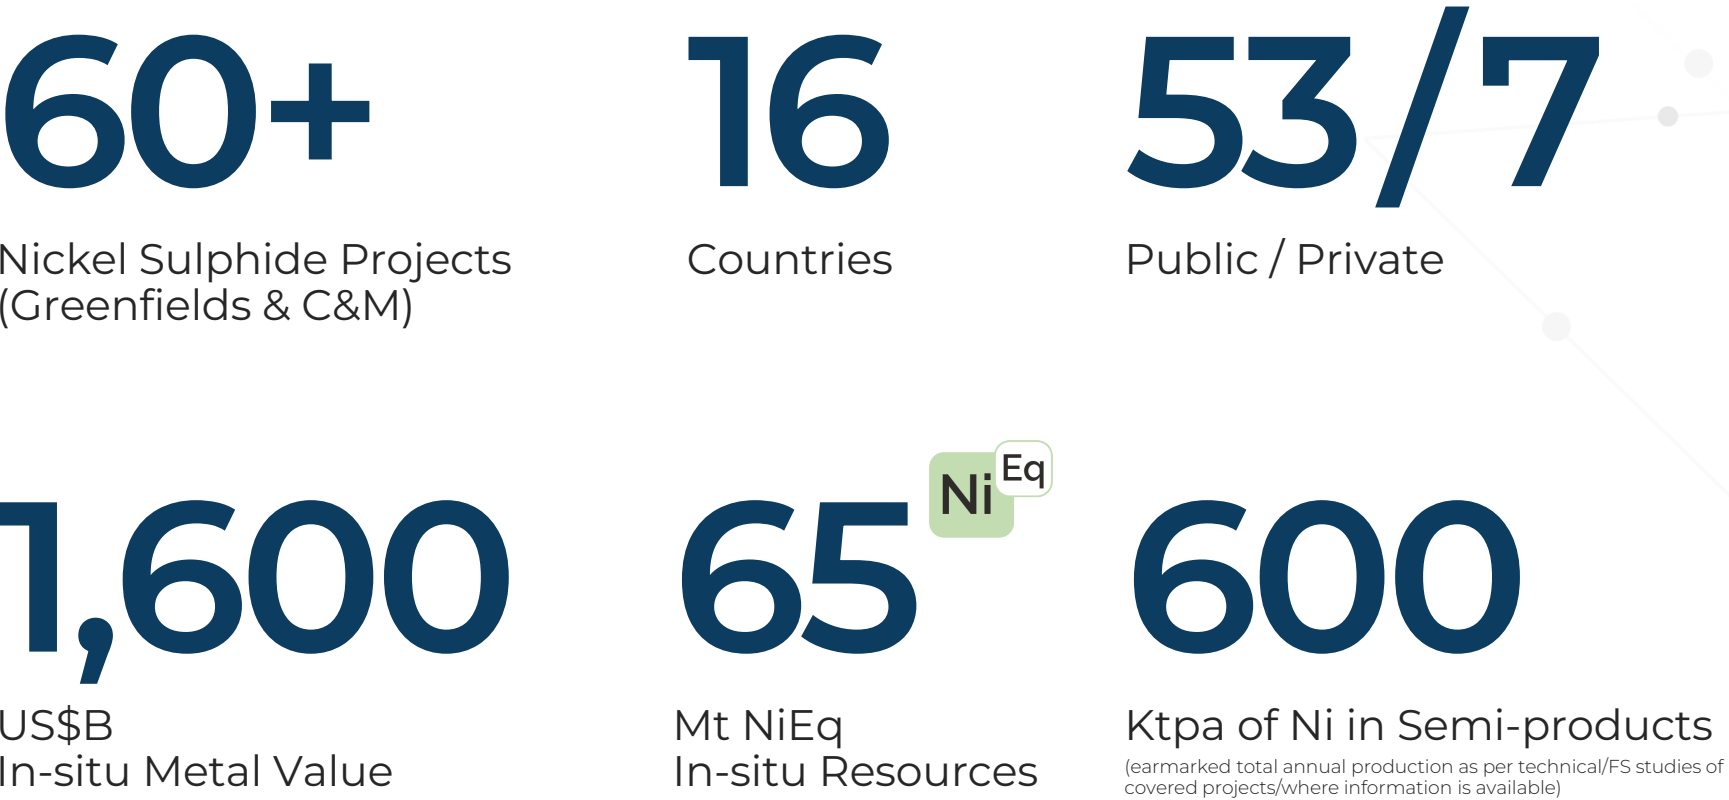 60+
Nickel Sulphide Projects
(Greenfields & C&M)
16
Countries
53/7
Public / Private
1,600
US$B
In-situ Metal Value
65
Ni Eq
Mt NiEq
In-situ Resources
600
Ktpa of Ni in Semi-products
(earmarked total annual production as per technical/FS studies of
covered projects/where information is available)